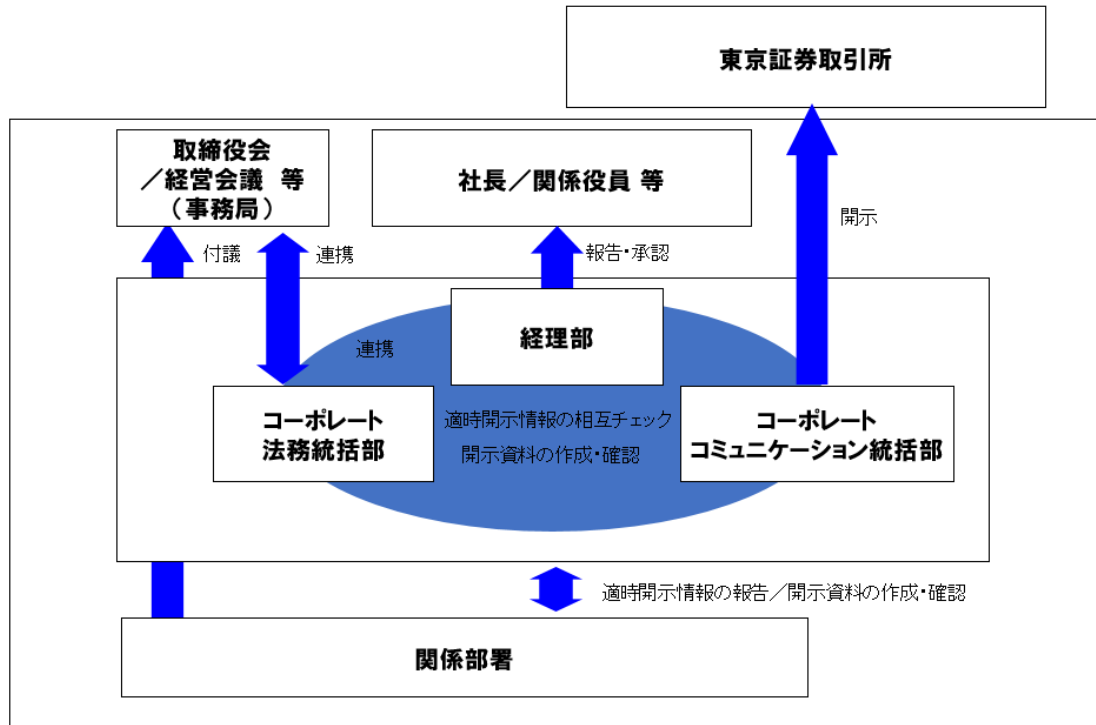 東京証券取引所
取締役会
／経営会議 等
（事務局）
社長／関係役員 等
開示
付議
連携
報告・承認
経理部
連携
コーポレート
法務統括部
適時開示情報の相互チェック
開示資料の作成・確認
コーポレート
コミュニケーション統括部
適時開示情報の報告／開示資料の作成・確認
関係部署